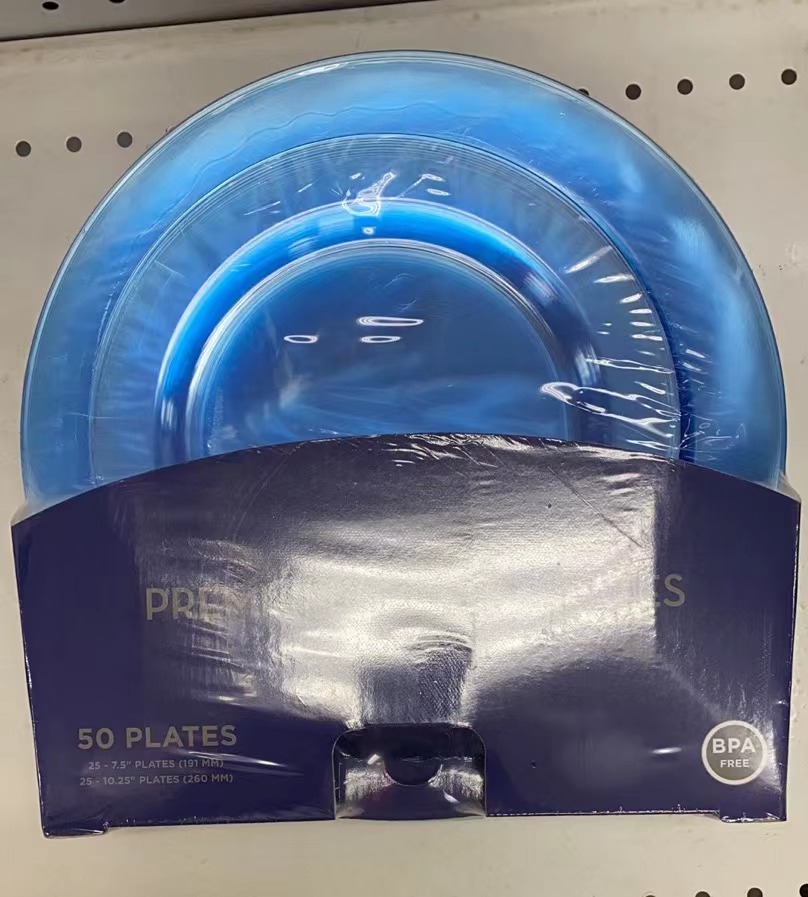 50 PLATES
25 - 7.5" PLATES (191 MM)
25 - 10.25" PLATES (260 MM)
BPA
FREE